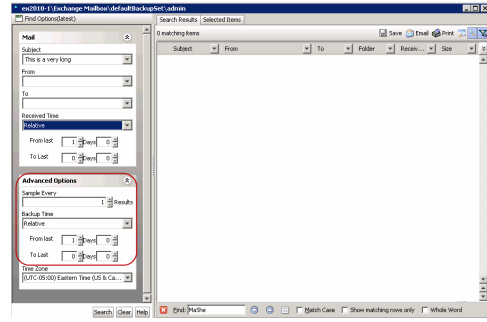 ex2010-1\Exchange Mailbox\defaultBackupSet\admin
Find Options(latest)
Mail
Subject
This is a very long
From
To
Received Time
Relative
From last 1 Days 0
To Last 0 Days 0
Advanced Options
Sample Every
1 Results
Backup Time
Relative
From last 1 Days 0
To Last 0 Days 0
Time Zone
(UTC-05:00) Eastern Time (US & Ca...
Search Clear Help
Search Results Selected Items
0 matching items Save Email Print
Subject From To Folder Receiv... Size
Find: MaShe Match Case Show matching rows only Whole Word